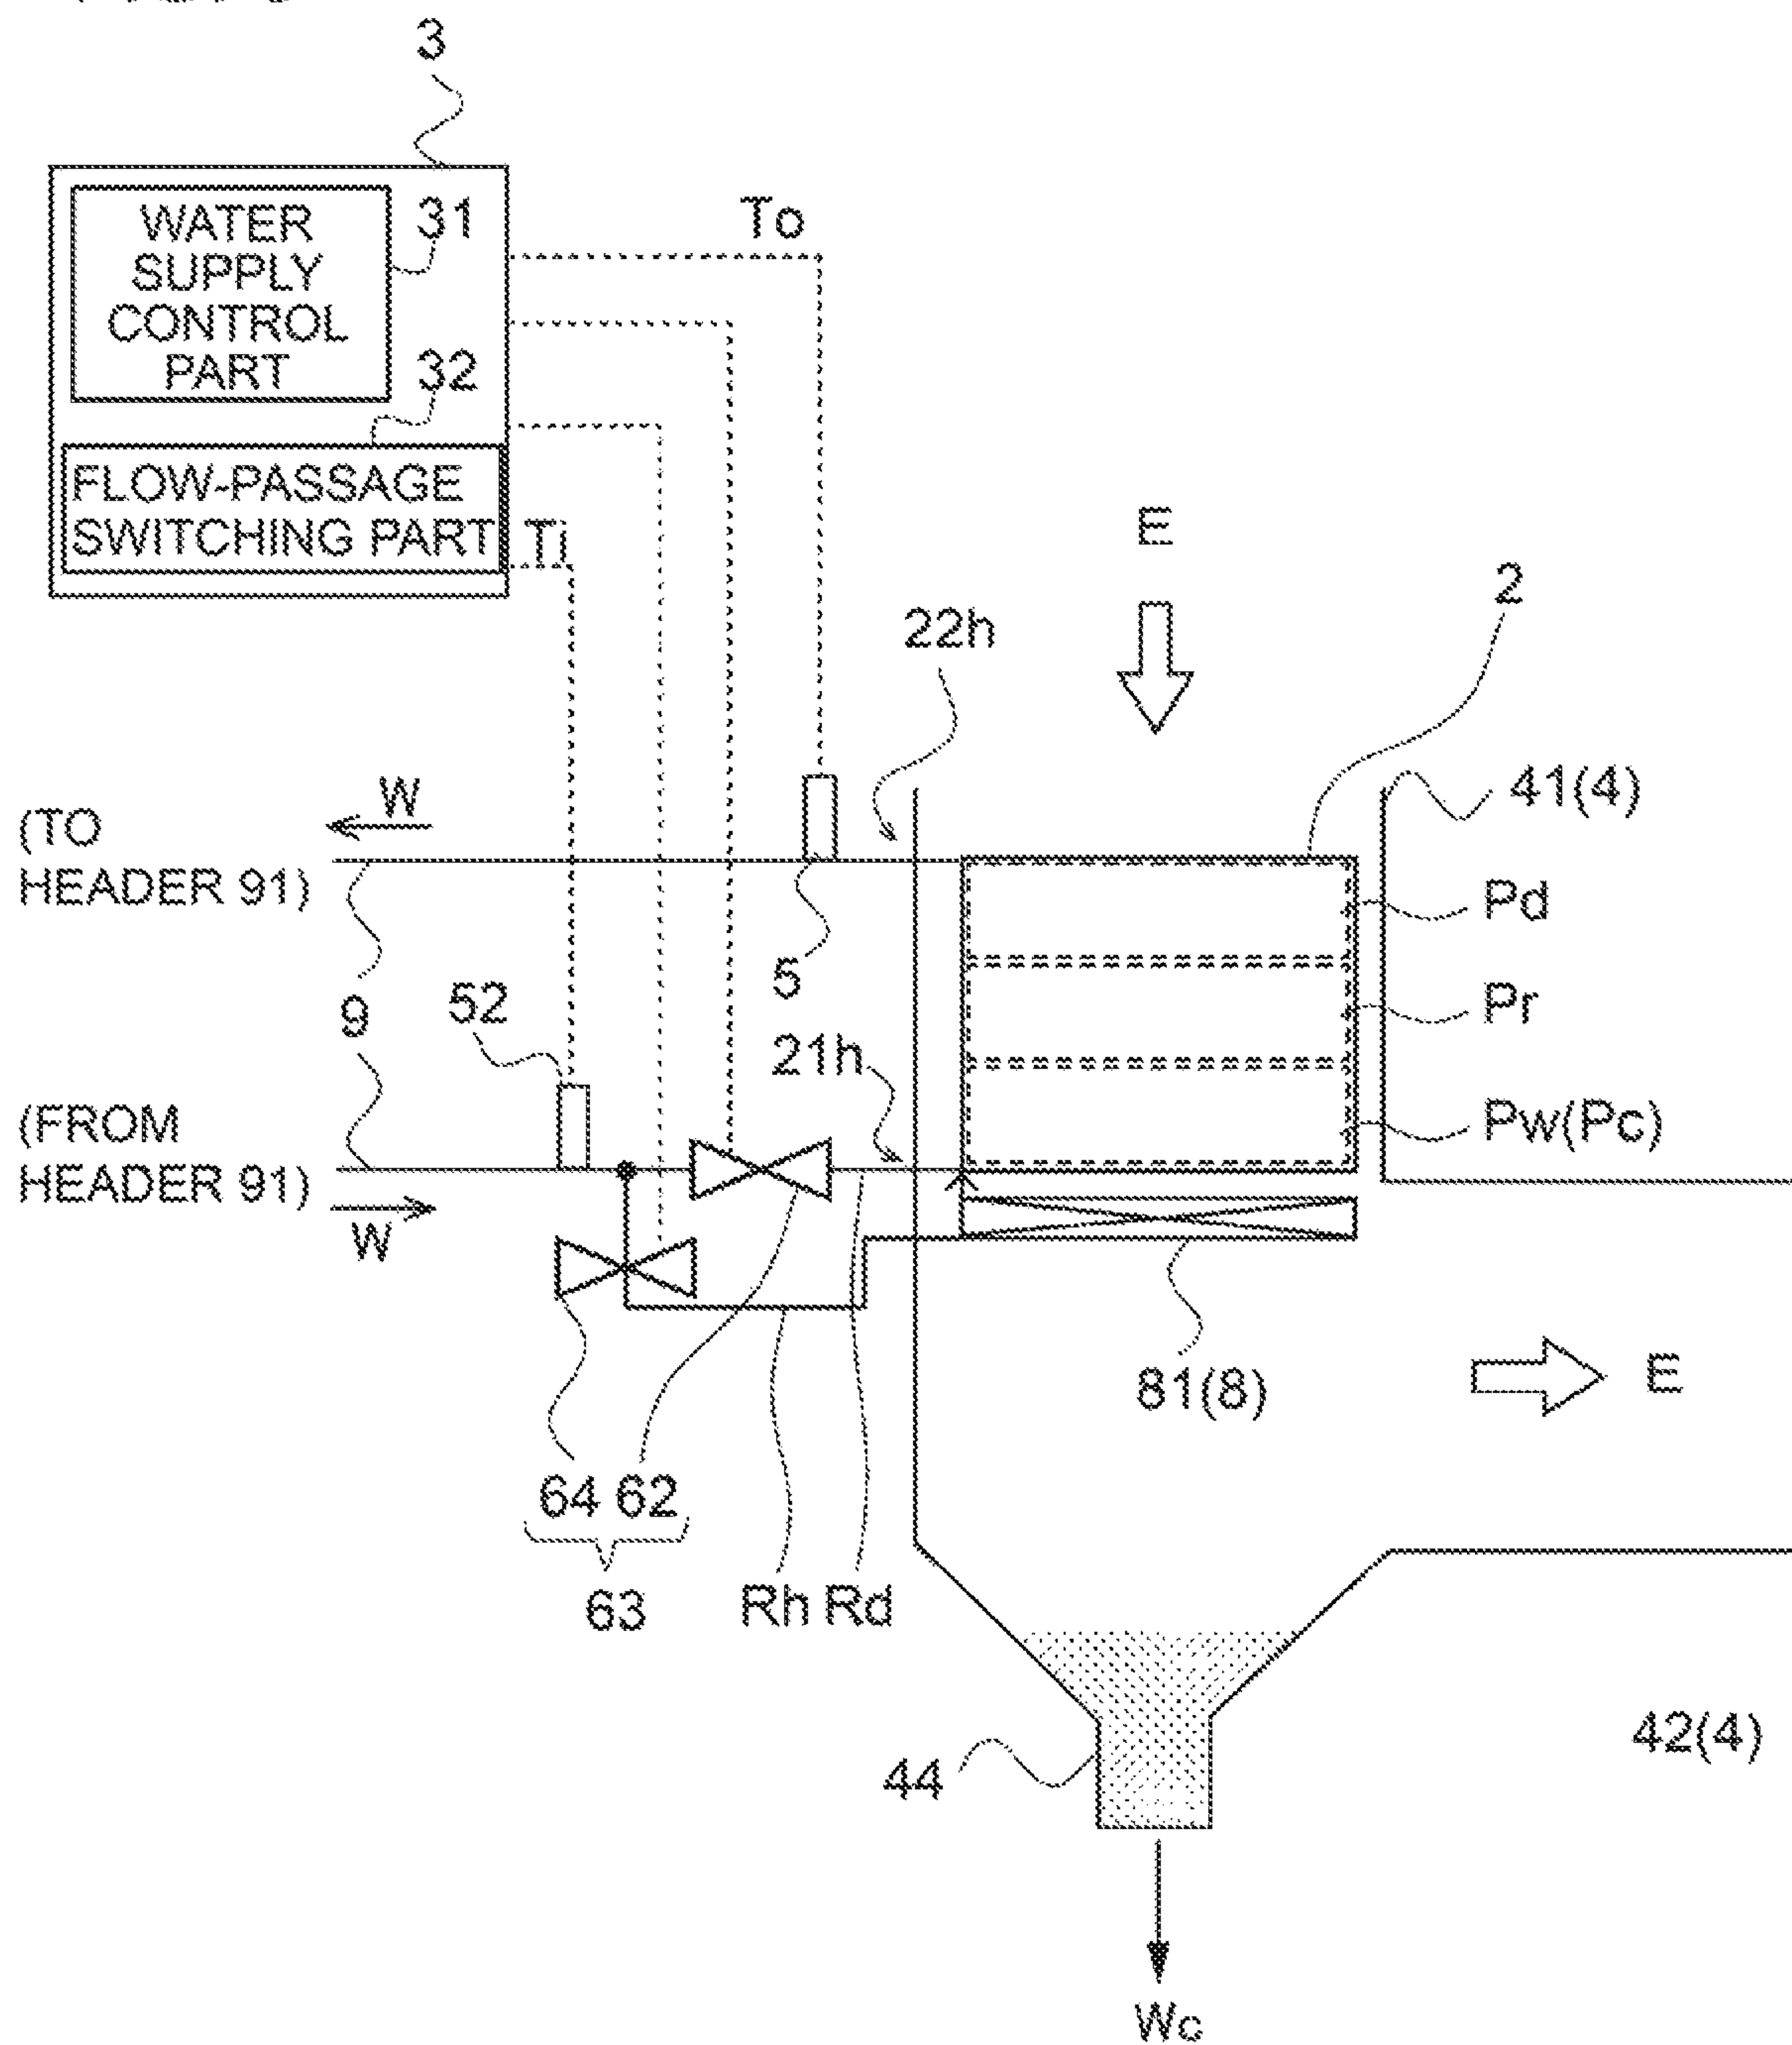 3
WATER
SUPPLY
CONTROL
PART
31
32
FLOW-PASSAGE
SWITCHING PART
To
Ti
E
2
22h
41(4)
W
(TO
HEADER 91)
Pd
5
9
52
Pr
21h
Pw(Pc)
(FROM
HEADER 91)
W
81(8)
E
64 62
63
Rh Rd
44
42(4)
Wc